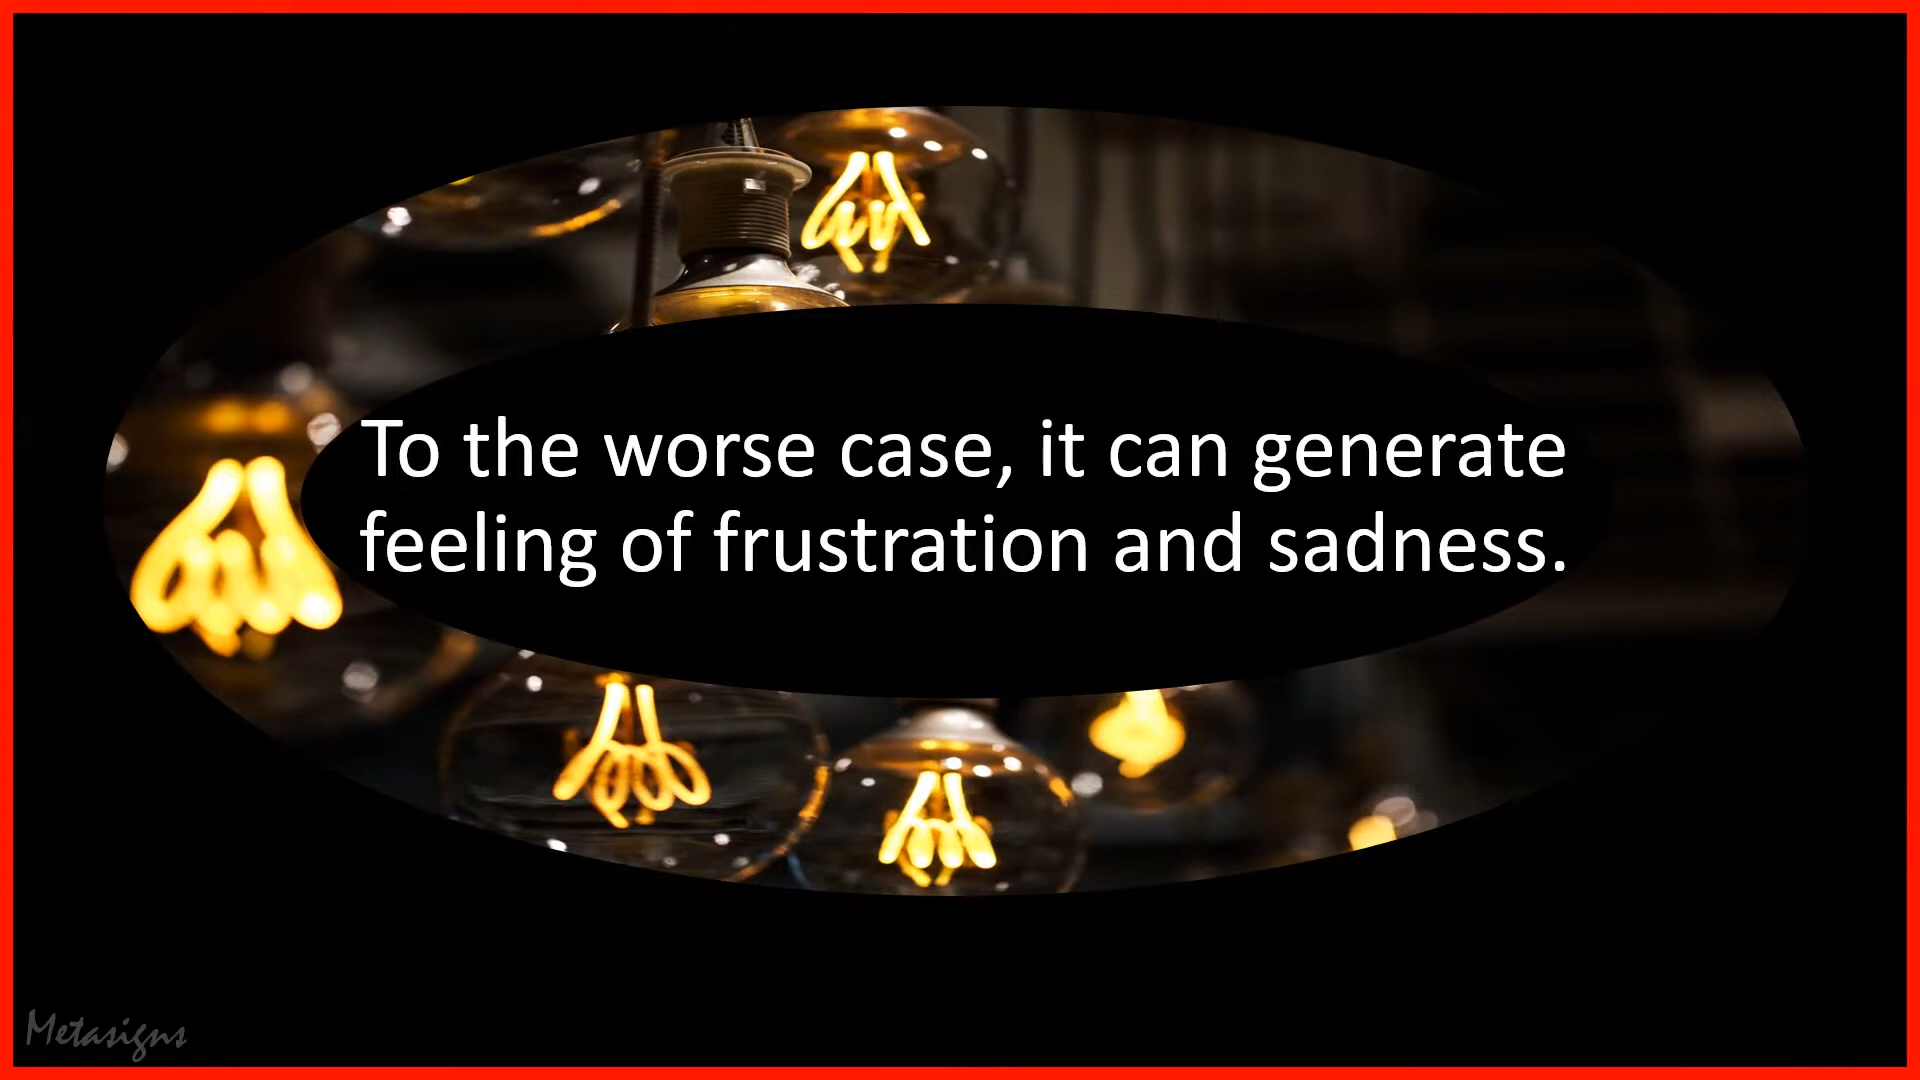 To the worse case, it can generate
feeling of frustration and sadness.
Metasigns